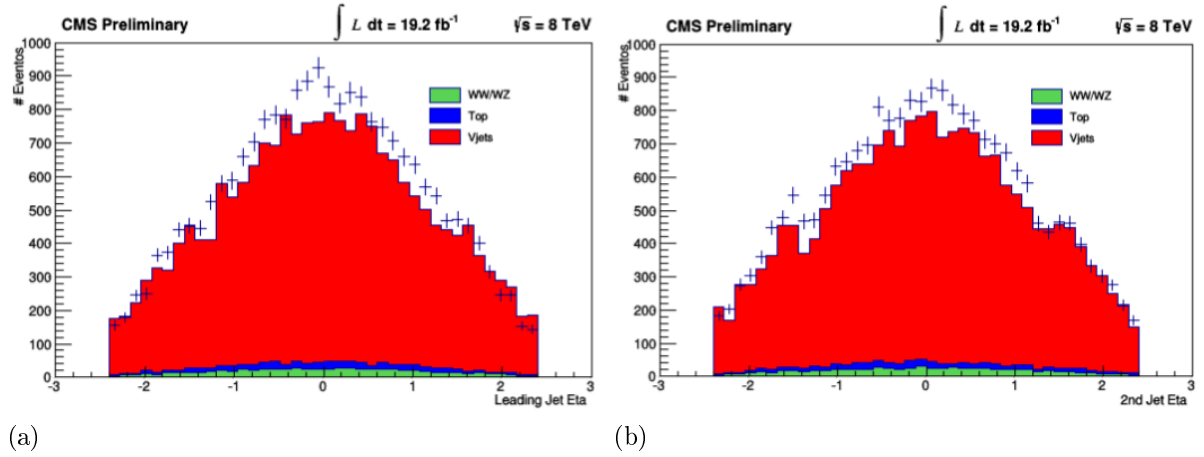 CMS Preliminary ∫ L dt = 19.2 fb⁻¹ √s = 8 TeV
# Eventos
1000
900
800
700
600
500
400
300
200
100
0
WW/WZ
Top
Vjets
-3 -2 -1 0 1 2 3
Leading Jet Eta
(a)
CMS Preliminary ∫ L dt = 19.2 fb⁻¹ √s = 8 TeV
# Eventos
1000
900
800
700
600
500
400
300
200
100
0
WW/WZ
Top
Vjets
-3 -2 -1 0 1 2 3
2nd Jet Eta
(b)